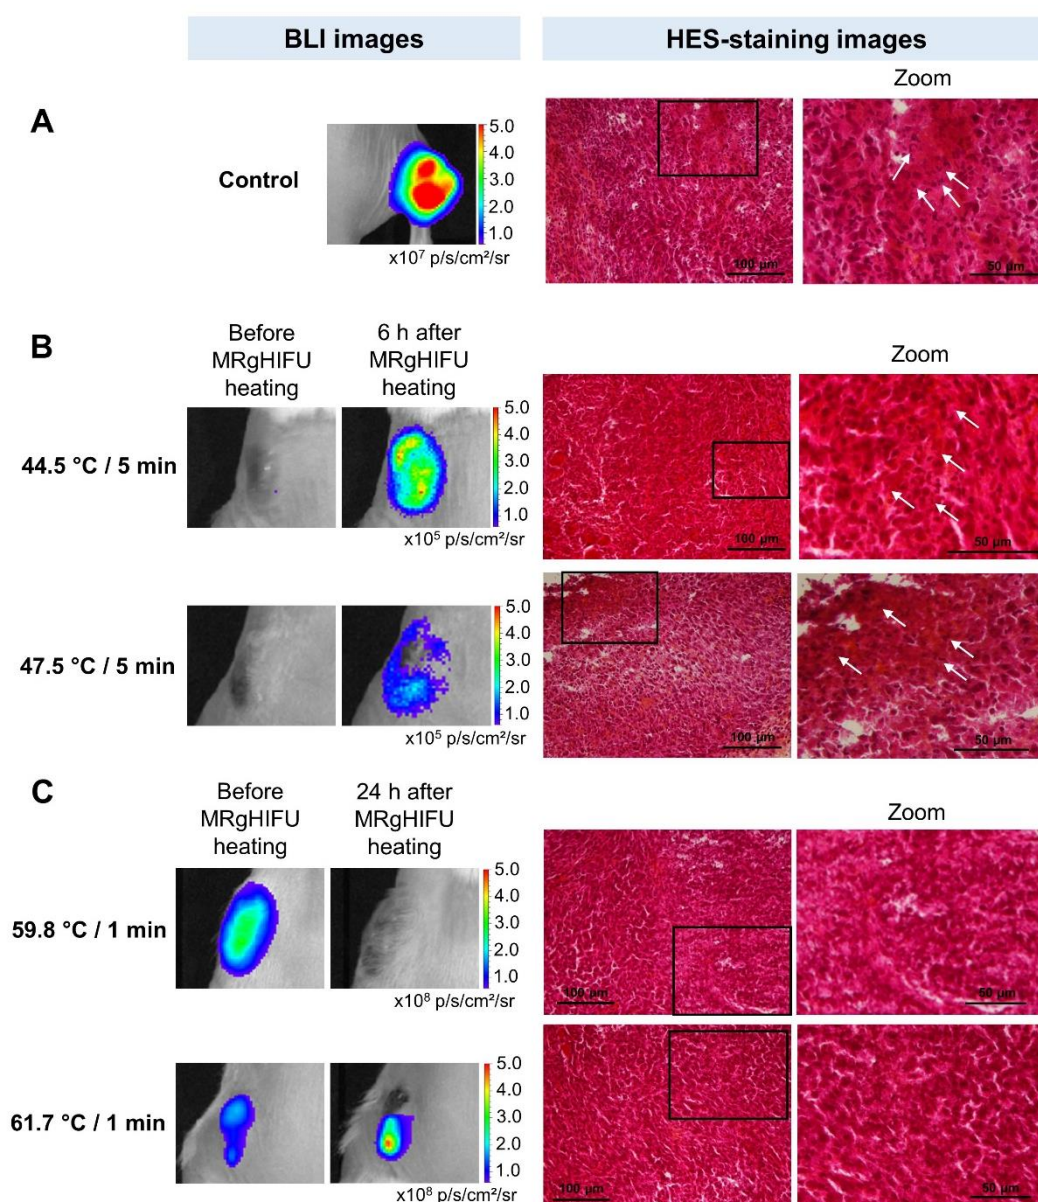 BLI images
HES-staining images
Zoom
A
Control
5.0
4.0
3.0
2.0
1.0
x10⁷ p/s/cm²/sr
100 µm
50 µm
B
Before
MRgHIFU
heating
6 h after
MRgHIFU
heating
Zoom
44.5 °C / 5 min
5.0
4.0
3.0
2.0
1.0
x10⁵ p/s/cm²/sr
100 µm
50 µm
47.5 °C / 5 min
5.0
4.0
3.0
2.0
1.0
x10⁵ p/s/cm²/sr
100 µm
50 µm
C
Before
MRgHIFU
heating
24 h after
MRgHIFU
heating
Zoom
59.8 °C / 1 min
5.0
4.0
3.0
2.0
1.0
x10⁸ p/s/cm²/sr
100 µm
50 µm
61.7 °C / 1 min
5.0
4.0
3.0
2.0
1.0
x10⁸ p/s/cm²/sr
100 µm
50 µm